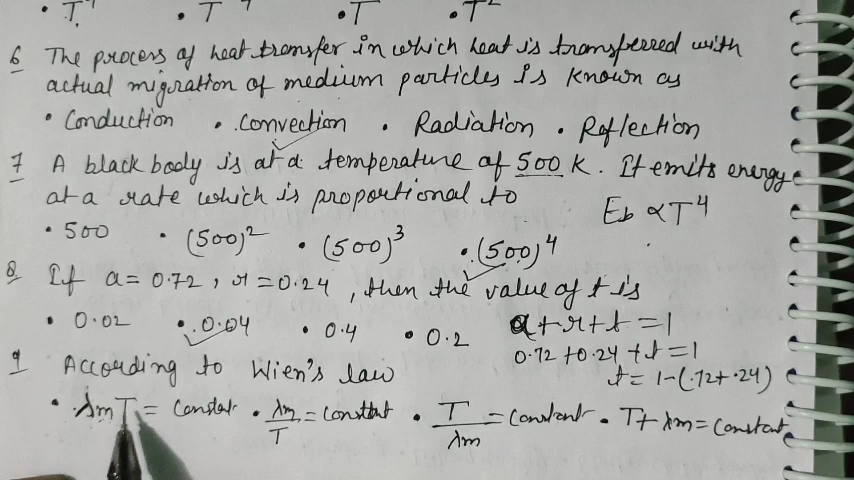 6 The process of heat transfer in which heat is transferred with
actual migration of medium particles is known as
• Conduction • Convection • Radiation • Reflection
7 A black body is at a temperature of 500 K. It emits energy
at a rate which is proportional to Eb ∝ T⁴
• 500 • (500)² • (500)³ • (500)⁴
8 If a = 0.72, r = 0.24, then the value of t is
• 0.02 • 0.04 • 0.4 • 0.2 a + r + t = 1
0.72 + 0.24 + t = 1
t = 1 - (.72 + .24)
9 According to Wien's law
• λm T = constant • λm/T = constant • T/λm = constant • T + λm = constant